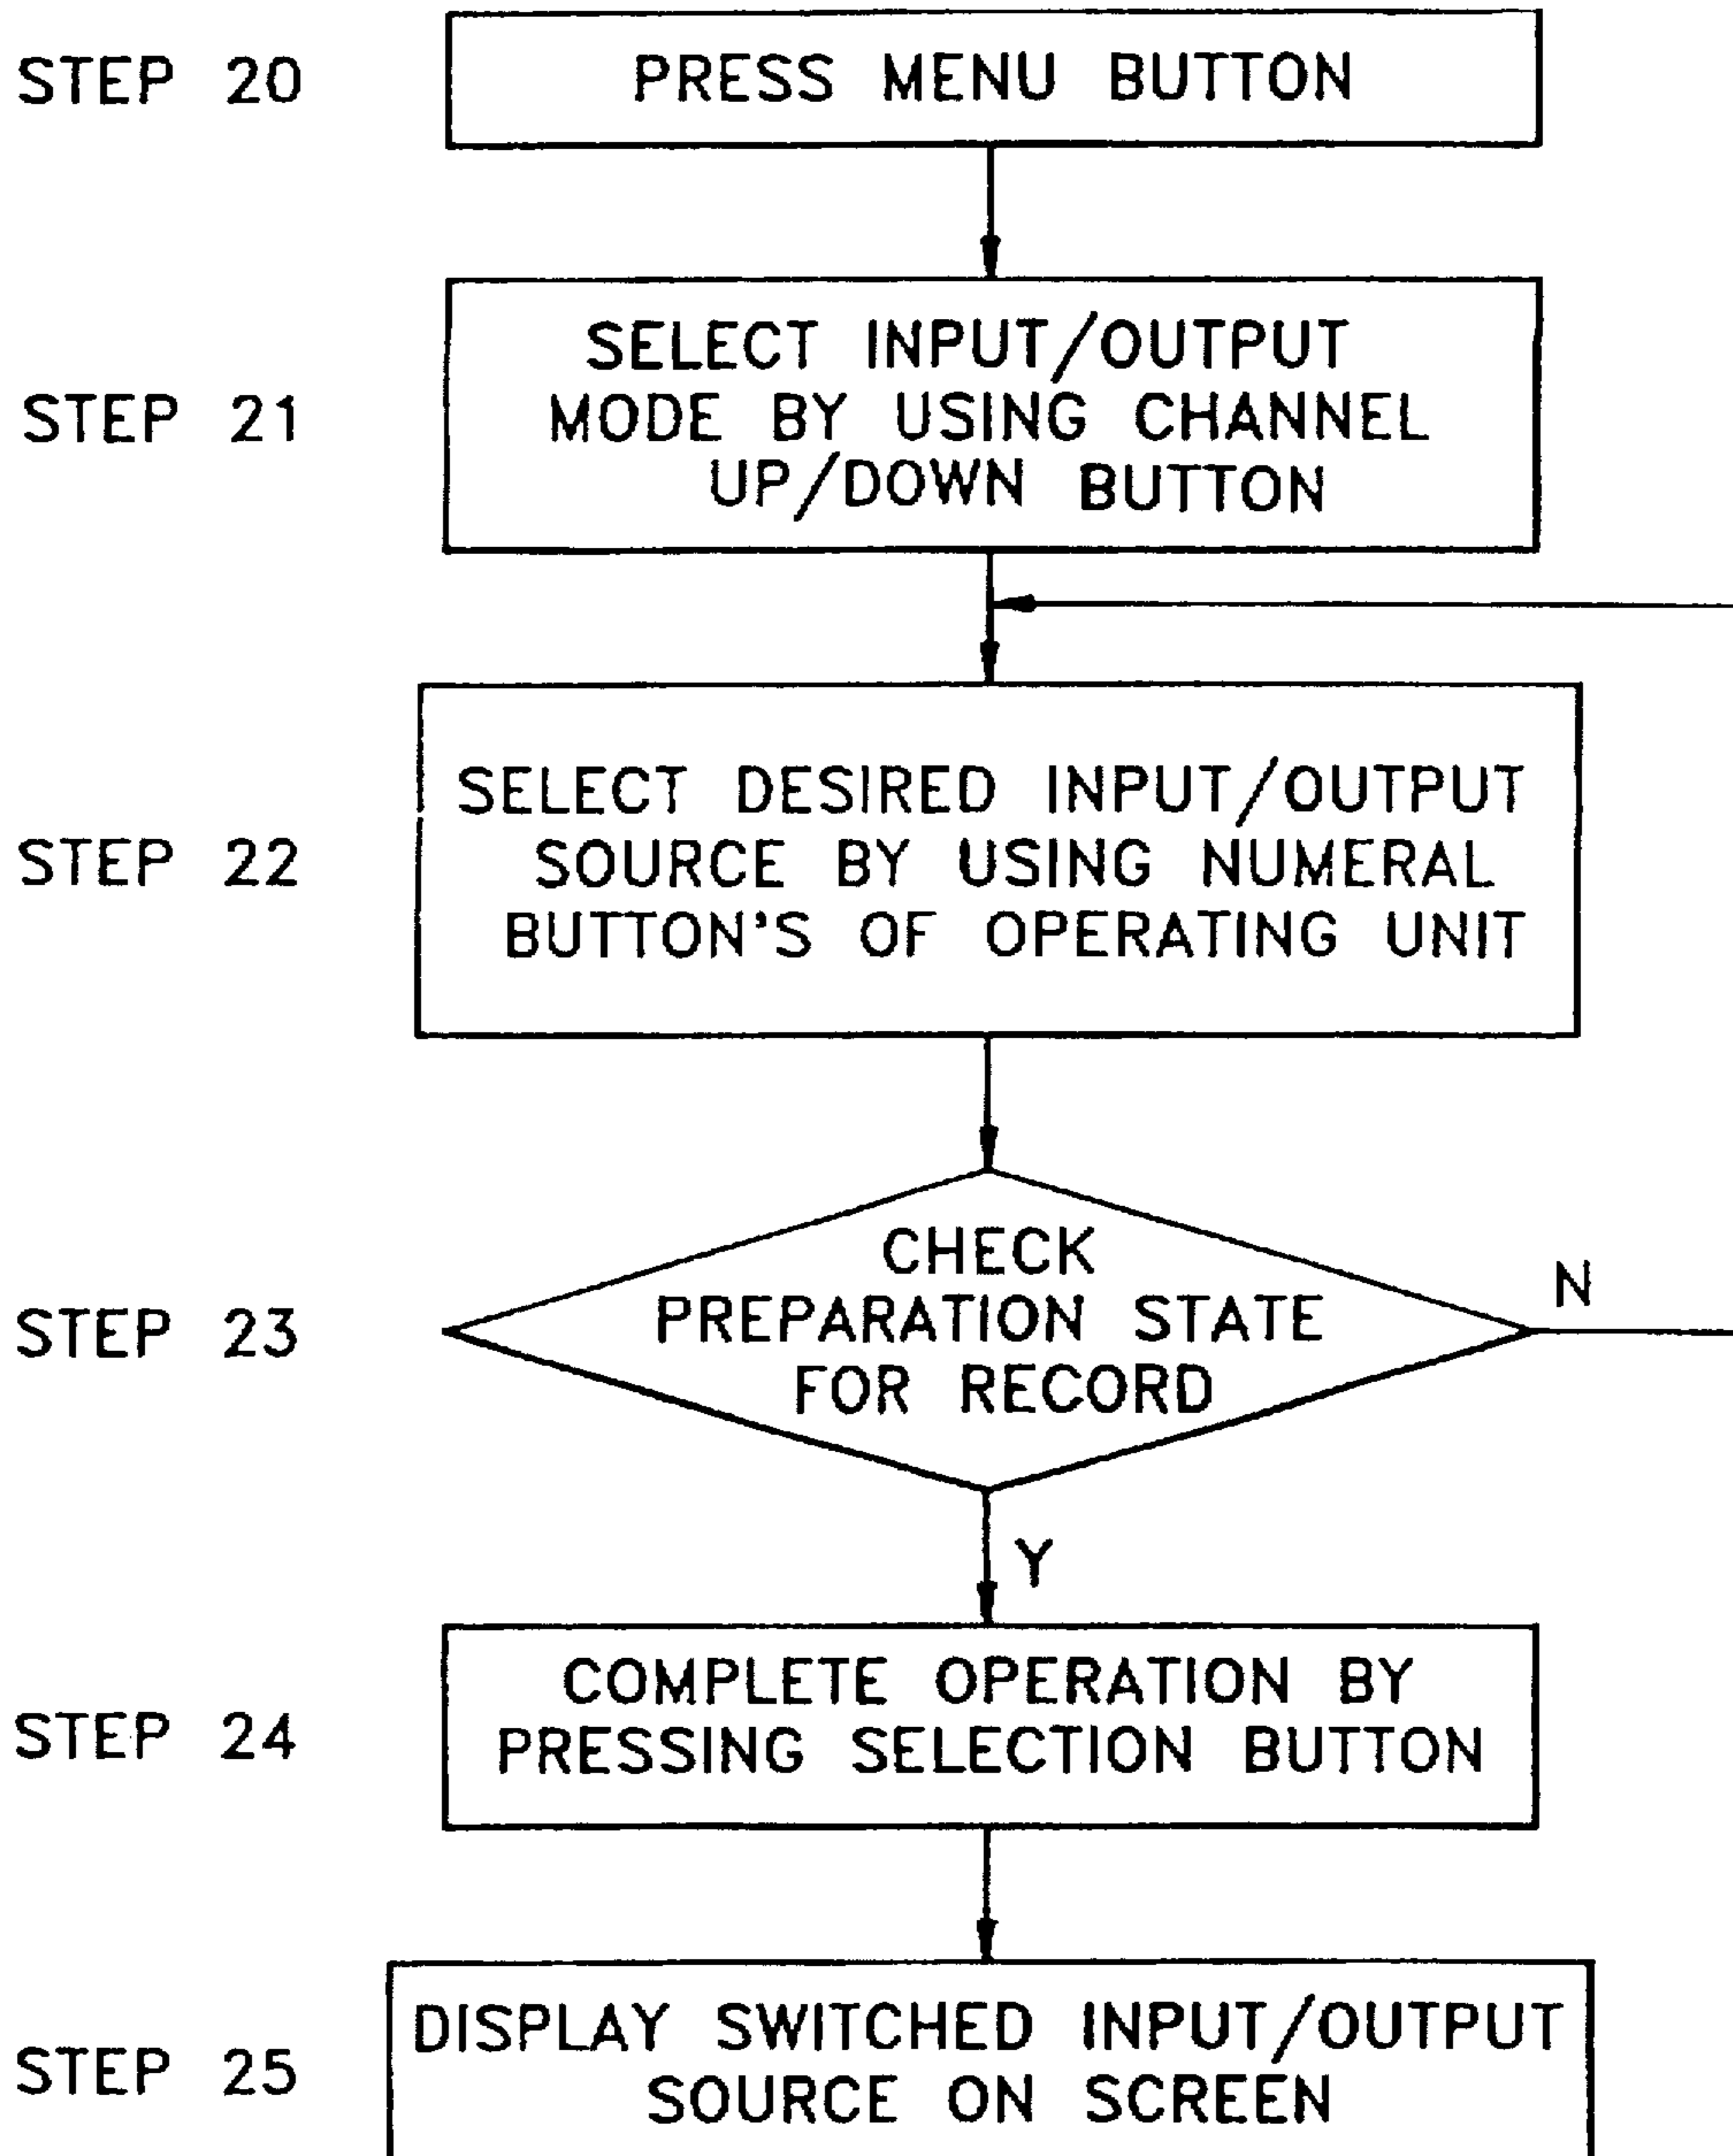 STEP 20
PRESS MENU BUTTON
STEP 21
SELECT INPUT/OUTPUT
MODE BY USING CHANNEL
UP/DOWN BUTTON
STEP 22
SELECT DESIRED INPUT/OUTPUT
SOURCE BY USING NUMERAL
BUTTON'S OF OPERATING UNIT
STEP 23
CHECK
PREPARATION STATE
FOR RECORD
N
Y
STEP 24
COMPLETE OPERATION BY
PRESSING SELECTION BUTTON
STEP 25
DISPLAY SWITCHED INPUT/OUTPUT
SOURCE ON SCREEN